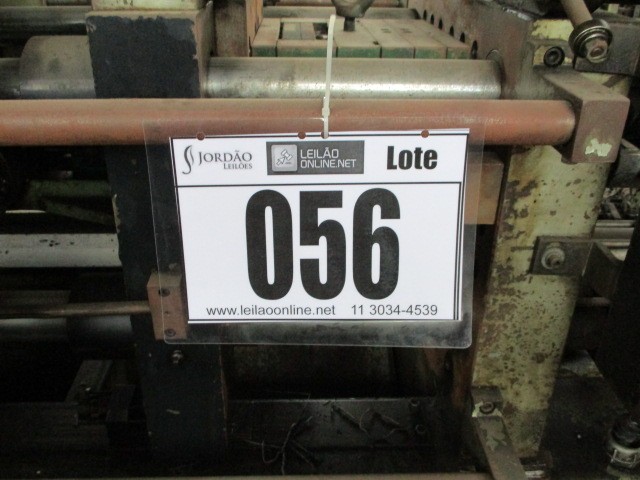 JORDÃO
LEILÕES
LEILÃO
ONLINE.NET
Lote
056
www.leilaoonline.net 11 3034-4539